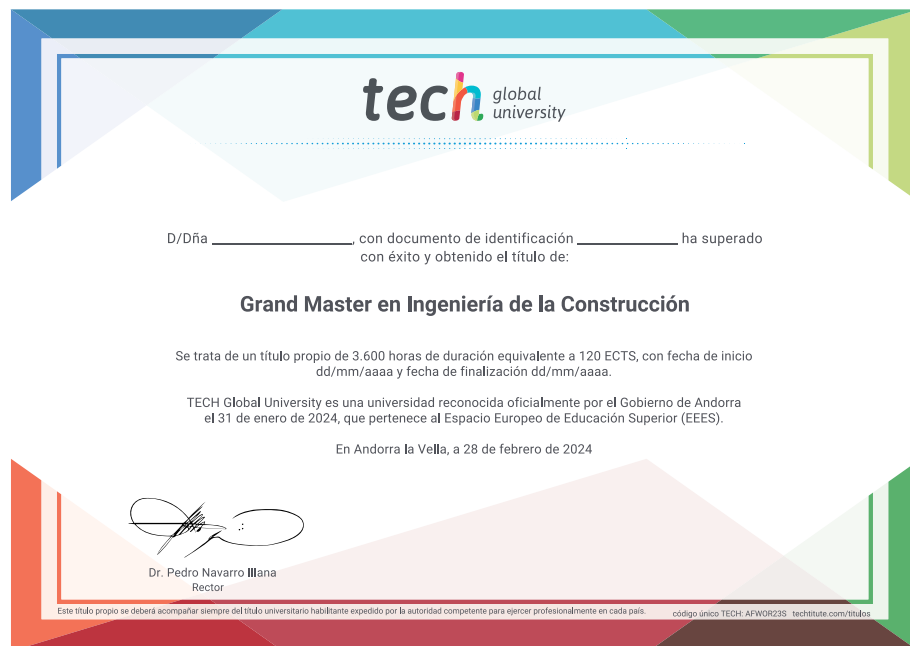 tech global
university
D/Dña ______________, con documento de identificación __________ ha superado
con éxito y obtenido el título de:
Grand Master en Ingeniería de la Construcción
Se trata de un título propio de 3.600 horas de duración equivalente a 120 ECTS, con fecha de inicio
dd/mm/aaaa y fecha de finalización dd/mm/aaaa.
TECH Global University es una universidad reconocida oficialmente por el Gobierno de Andorra
el 31 de enero de 2024, que pertenece al Espacio Europeo de Educación Superior (EEES).
En Andorra la Vella, a 28 de febrero de 2024
Dr. Pedro Navarro Illana
Rector
Este título propio se deberá acompañar siempre del título universitario habilitante expedido por la autoridad competente para ejercer profesionalmente en cada país.
código único TECH: AFWOR23S techtitute.com/titulos